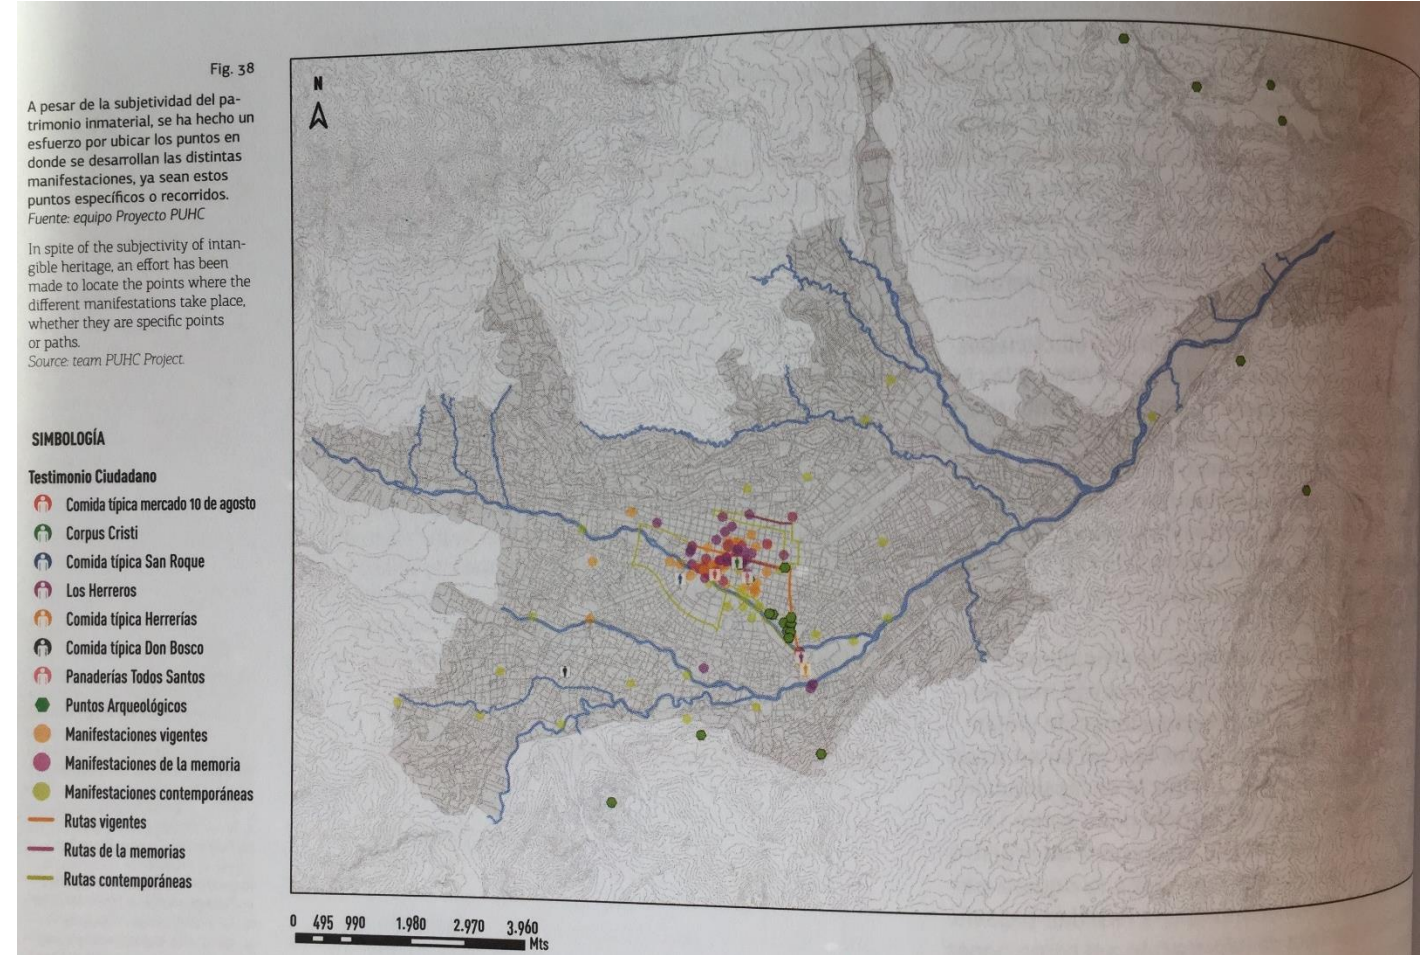 Fig. 38
A pesar de la subjetividad del pa-
trimonio inmaterial, se ha hecho un
esfuerzo por ubicar los puntos en
donde se desarrollan las distintas
manifestaciones, ya sean estos
puntos específicos o recorridos.
Fuente: equipo Proyecto PUHC
In spite of the subjectivity of intan-
gible heritage, an effort has been
made to locate the points where the
different manifestations take place,
whether they are specific points
or paths.
Source: team PUHC Project.
SIMBOLOGÍA
Testimonio Ciudadano
Comida típica mercado 10 de agosto
Corpus Cristi
Comida típica San Roque
Los Herreros
Comida típica Herrerías
Comida típica Don Bosco
Panaderías Todos Santos
Puntos Arqueológicos
Manifestaciones vigentes
Manifestaciones de la memoria
Manifestaciones contemporáneas
Rutas vigentes
Rutas de la memorias
Rutas contemporáneas
N
0 495 990 1.980 2.970 3.960
Mts